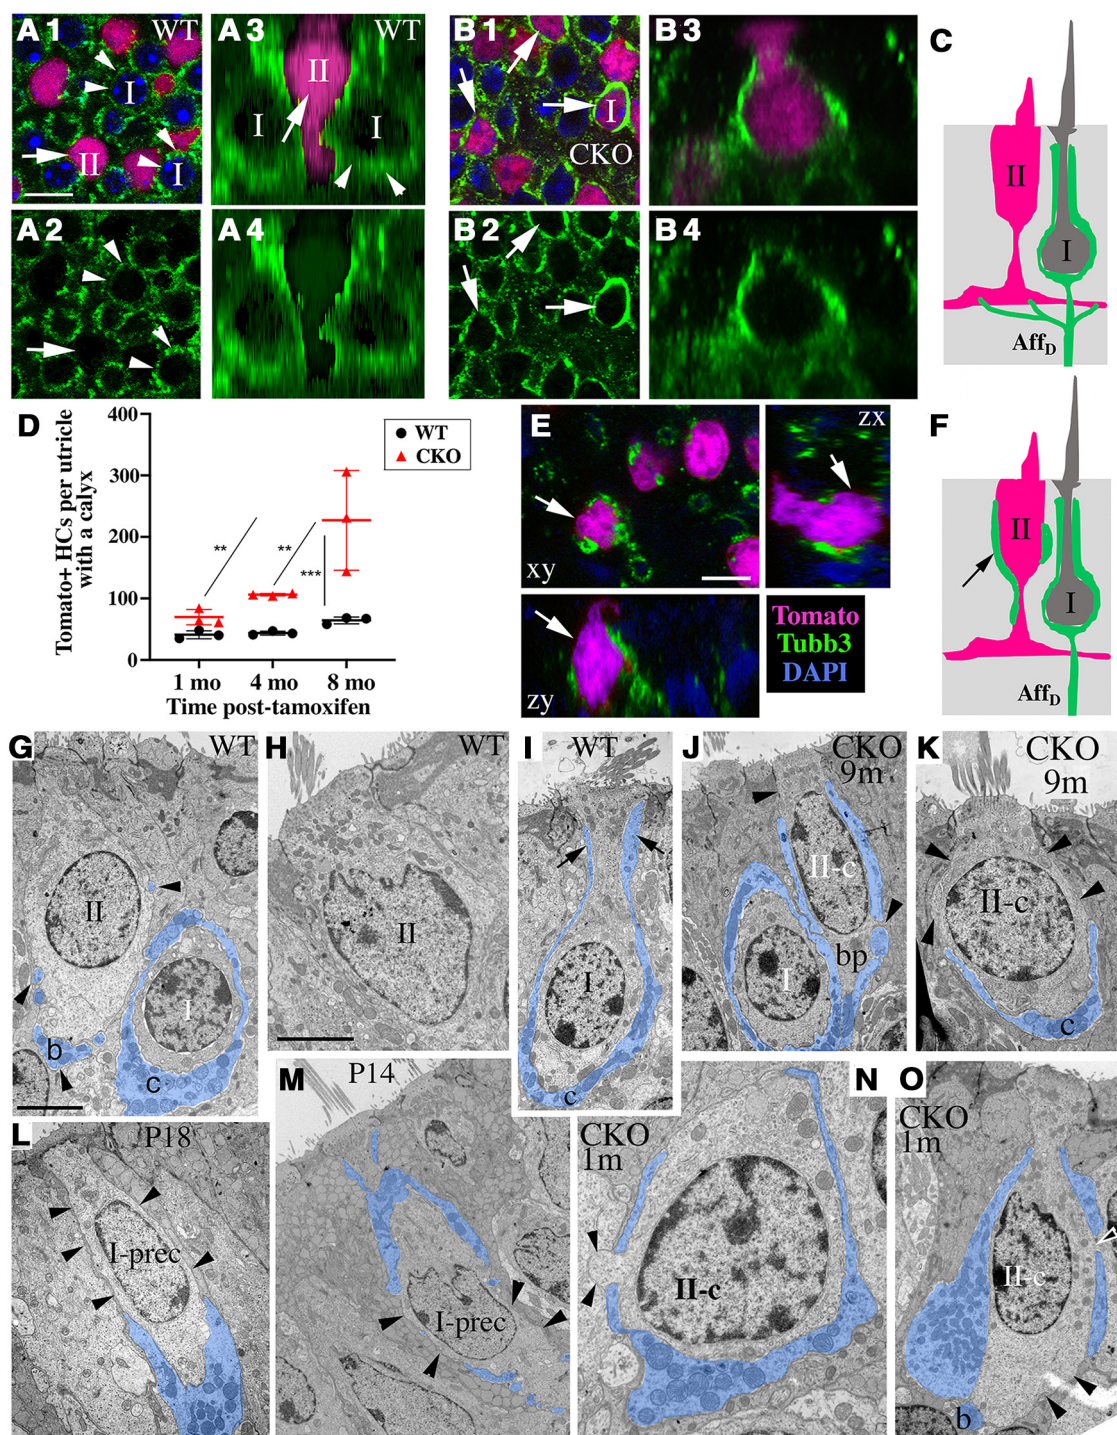 A1 WT
I
II
I
A3 WT
II
I I
B1
I
CKO
B3
C
II
I
Aff_D
A2
A4
B2
B4
D
400
300
200
100
0
Tomato+ HCs per utricle
with a calyx
WT
CKO
**
**
***
1 mo 4 mo 8 mo
Time post-tamoxifen
E
xy
zx
zy
Tomato
Tubb3
DAPI
F
II
I
Aff_D
G WT
II
I
b
c
H WT
II
I WT
I
c
J CKO
9m
II-c
I
bp
K CKO
9m
II-c
c
L P18
I-prec
M P14
I-prec
N
CKO
1m
II-c
O
CKO
1m
II-c
b